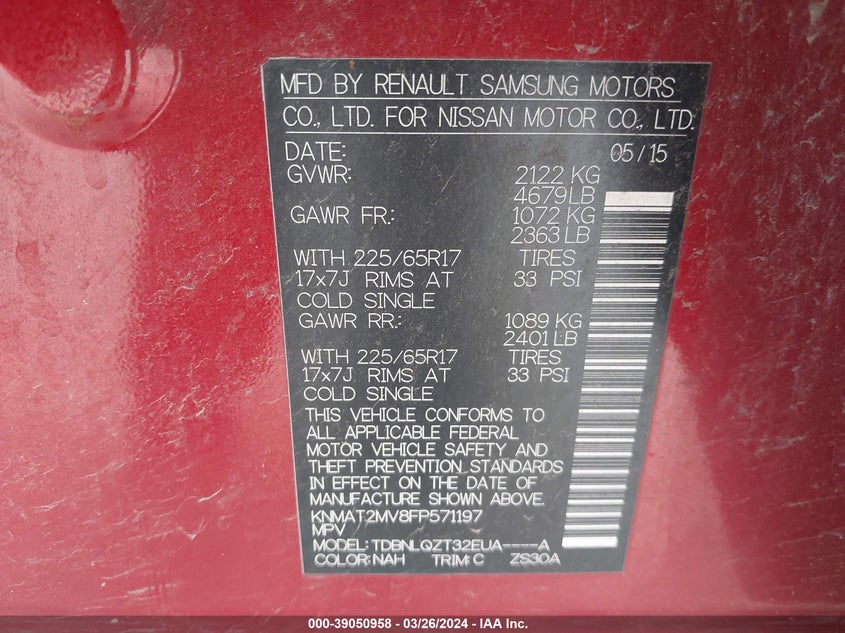 MFD BY RENAULT SAMSUNG MOTORS
CO., LTD. FOR NISSAN MOTOR CO., LTD.
DATE: 05/15
GVWR: 2122 KG
4679LB
GAWR FR.: 1072 KG
2363 LB
WITH 225/65R17 TIRES
17x7J RIMS AT 33 PSI
COLD SINGLE
GAWR RR.: 1089 KG
2401 LB
WITH 225/65R17 TIRES
17x7J RIMS AT 33 PSI
COLD SINGLE
THIS VEHICLE CONFORMS TO
ALL APPLICABLE FEDERAL
MOTOR VEHICLE SAFETY AND
THEFT PREVENTION STANDARDS
IN EFFECT ON THE DATE OF
MANUFACTURE SHOWN ABOVE.
KNMAT2MV8FP571197
MPV
MODEL: TDBNLQZT32EUA----A
COLOR: NAH TRIM: C ZS30A
000-39050958 - 03/26/2024 - IAA Inc.